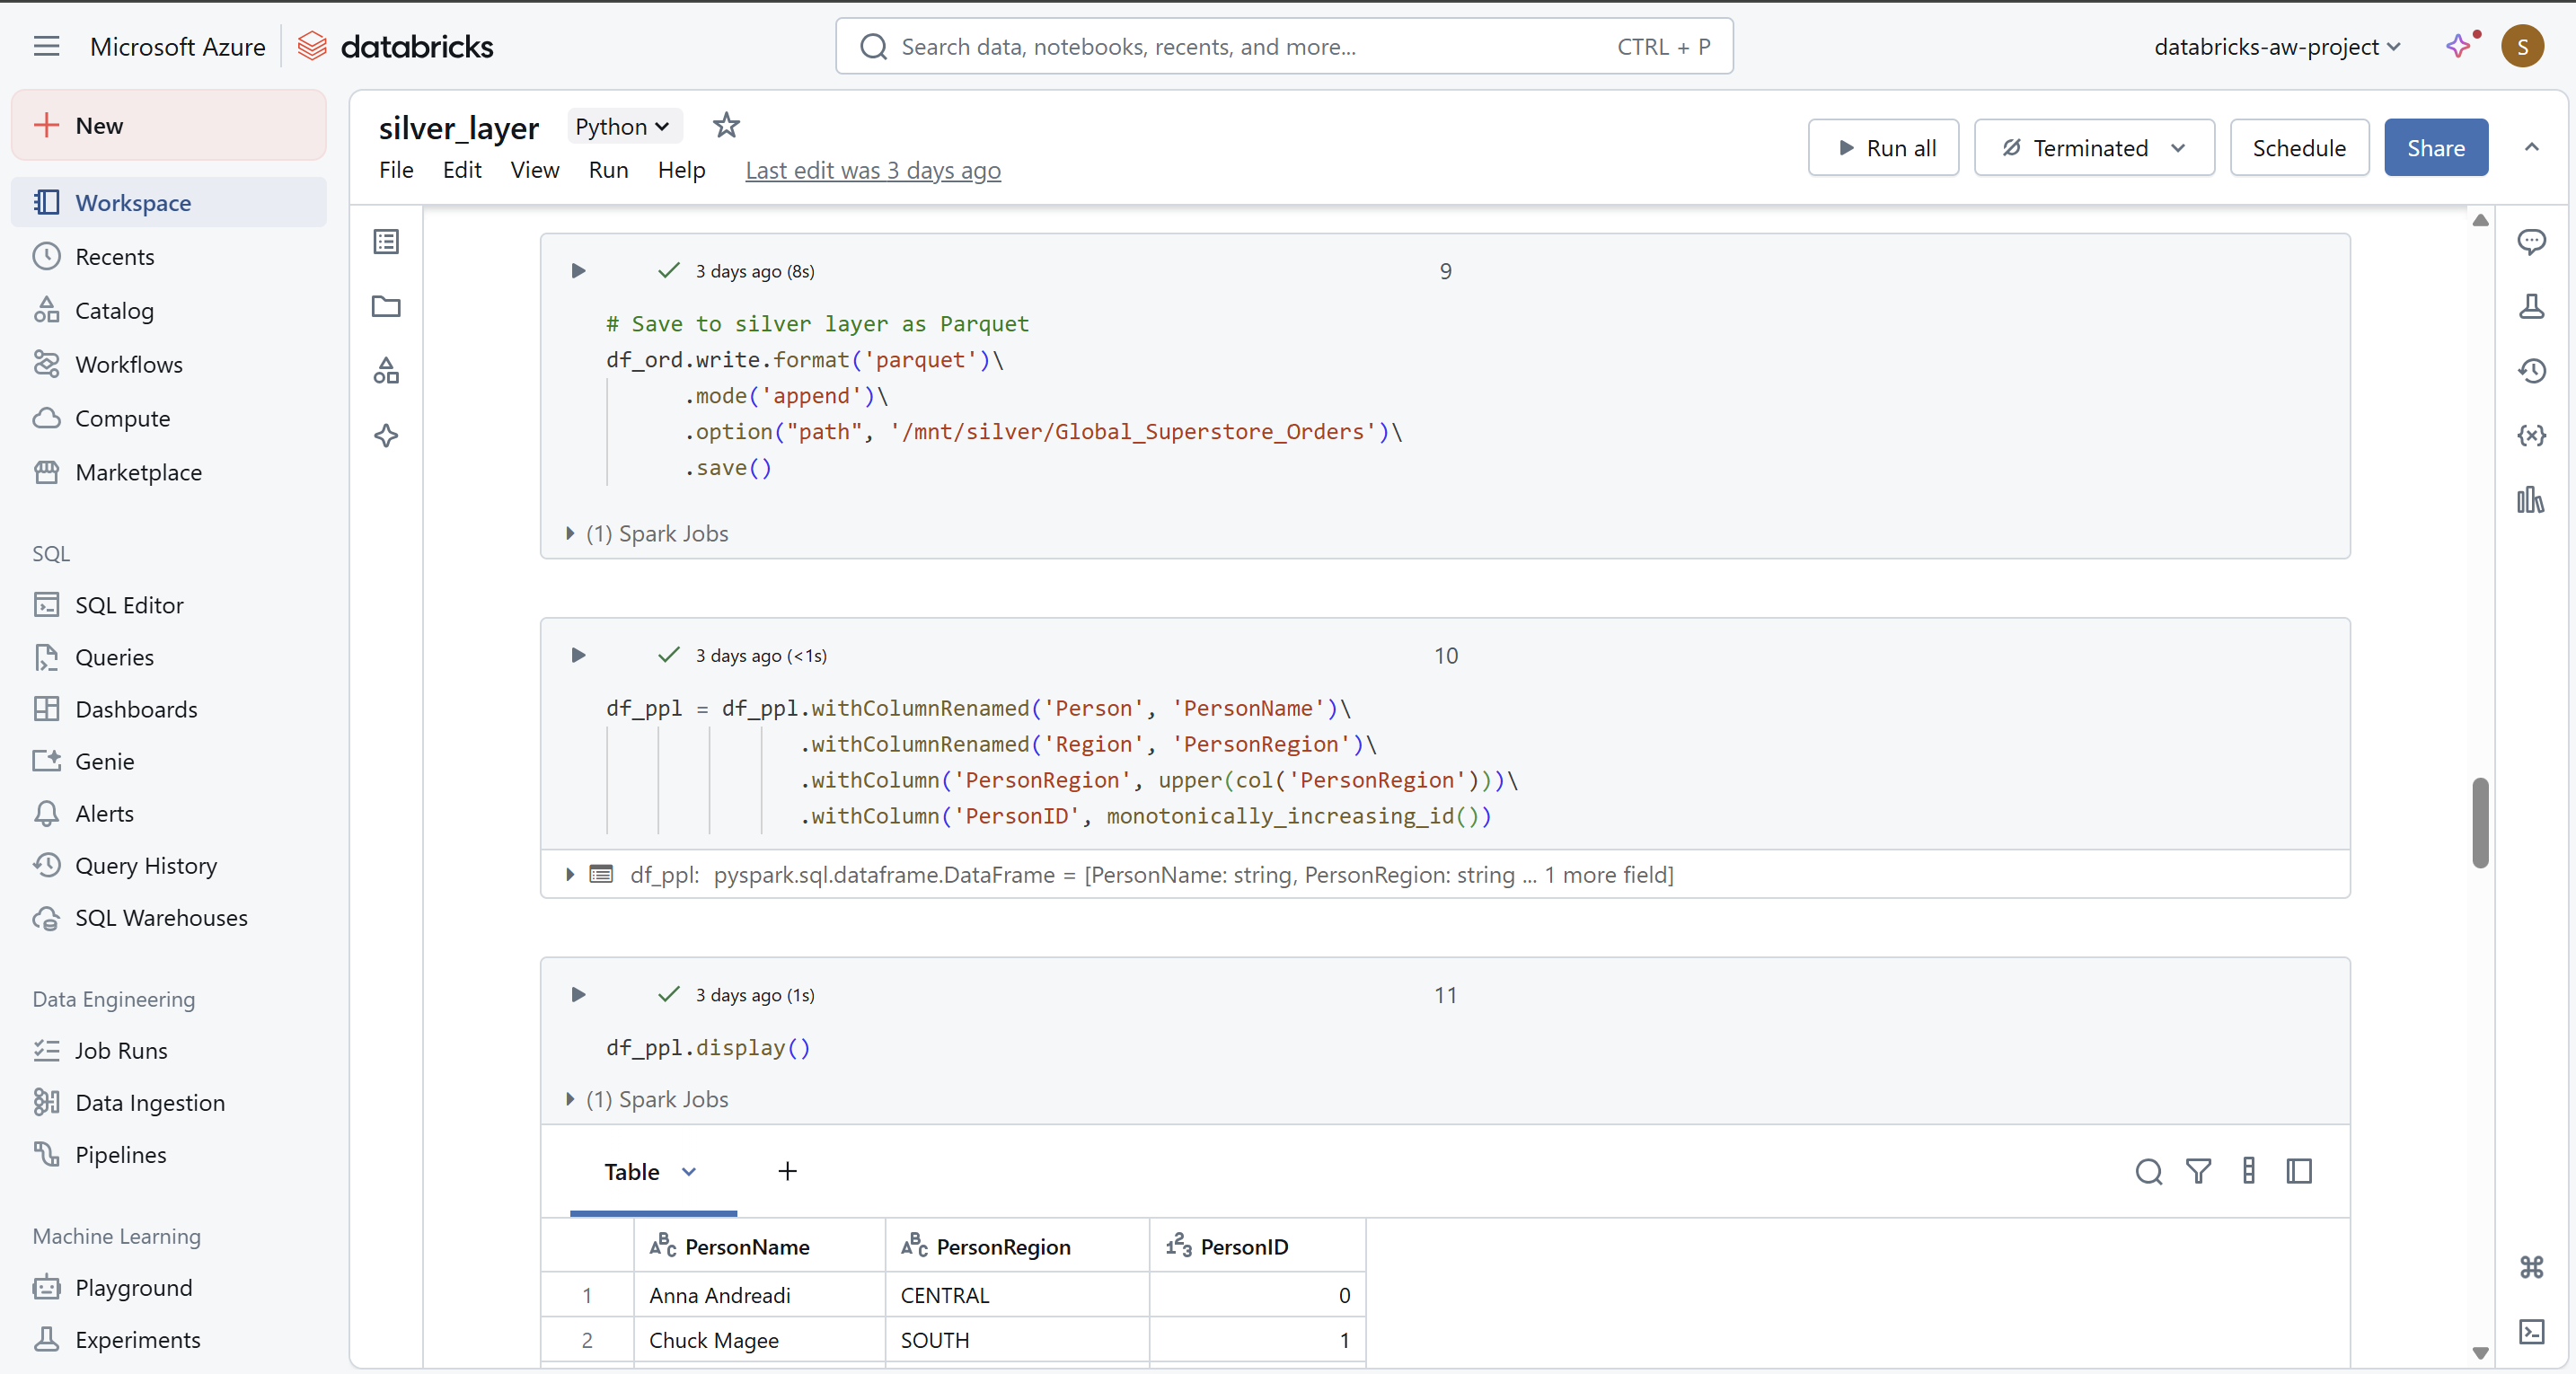 Microsoft Azure databricks
Search data, notebooks, recents, and more... CTRL + P
databricks-aw-project S
New
Workspace
Recents
Catalog
Workflows
Compute
Marketplace
SQL
SQL Editor
Queries
Dashboards
Genie
Alerts
Query History
SQL Warehouses
Data Engineering
Job Runs
Data Ingestion
Pipelines
Machine Learning
Playground
Experiments
silver_layer Python
File Edit View Run Help Last edit was 3 days ago
Run all Terminated Schedule Share
3 days ago (8s) 9
# Save to silver layer as Parquet
df_ord.write.format('parquet')\
.mode('append')\
.option("path", '/mnt/silver/Global_Superstore_Orders')\
.save()
(1) Spark Jobs
3 days ago (<1s) 10
df_ppl = df_ppl.withColumnRenamed('Person', 'PersonName')\
.withColumnRenamed('Region', 'PersonRegion')\
.withColumn('PersonRegion', upper(col('PersonRegion')))\
.withColumn('PersonID', monotonically_increasing_id())
df_ppl: pyspark.sql.dataframe.DataFrame = [PersonName: string, PersonRegion: string ... 1 more field]
3 days ago (1s) 11
df_ppl.display()
(1) Spark Jobs
Table +
ABC PersonName ABC PersonRegion 123 PersonID
1 Anna Andreadi CENTRAL 0
2 Chuck Magee SOUTH 1